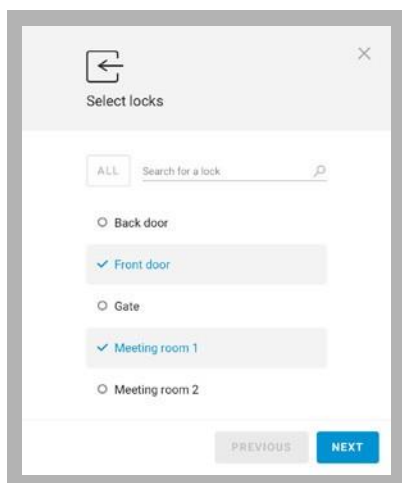 Select locks
ALL Search for a lock
Back door
Front door
Gate
Meeting room 1
Meeting room 2
PREVIOUS NEXT